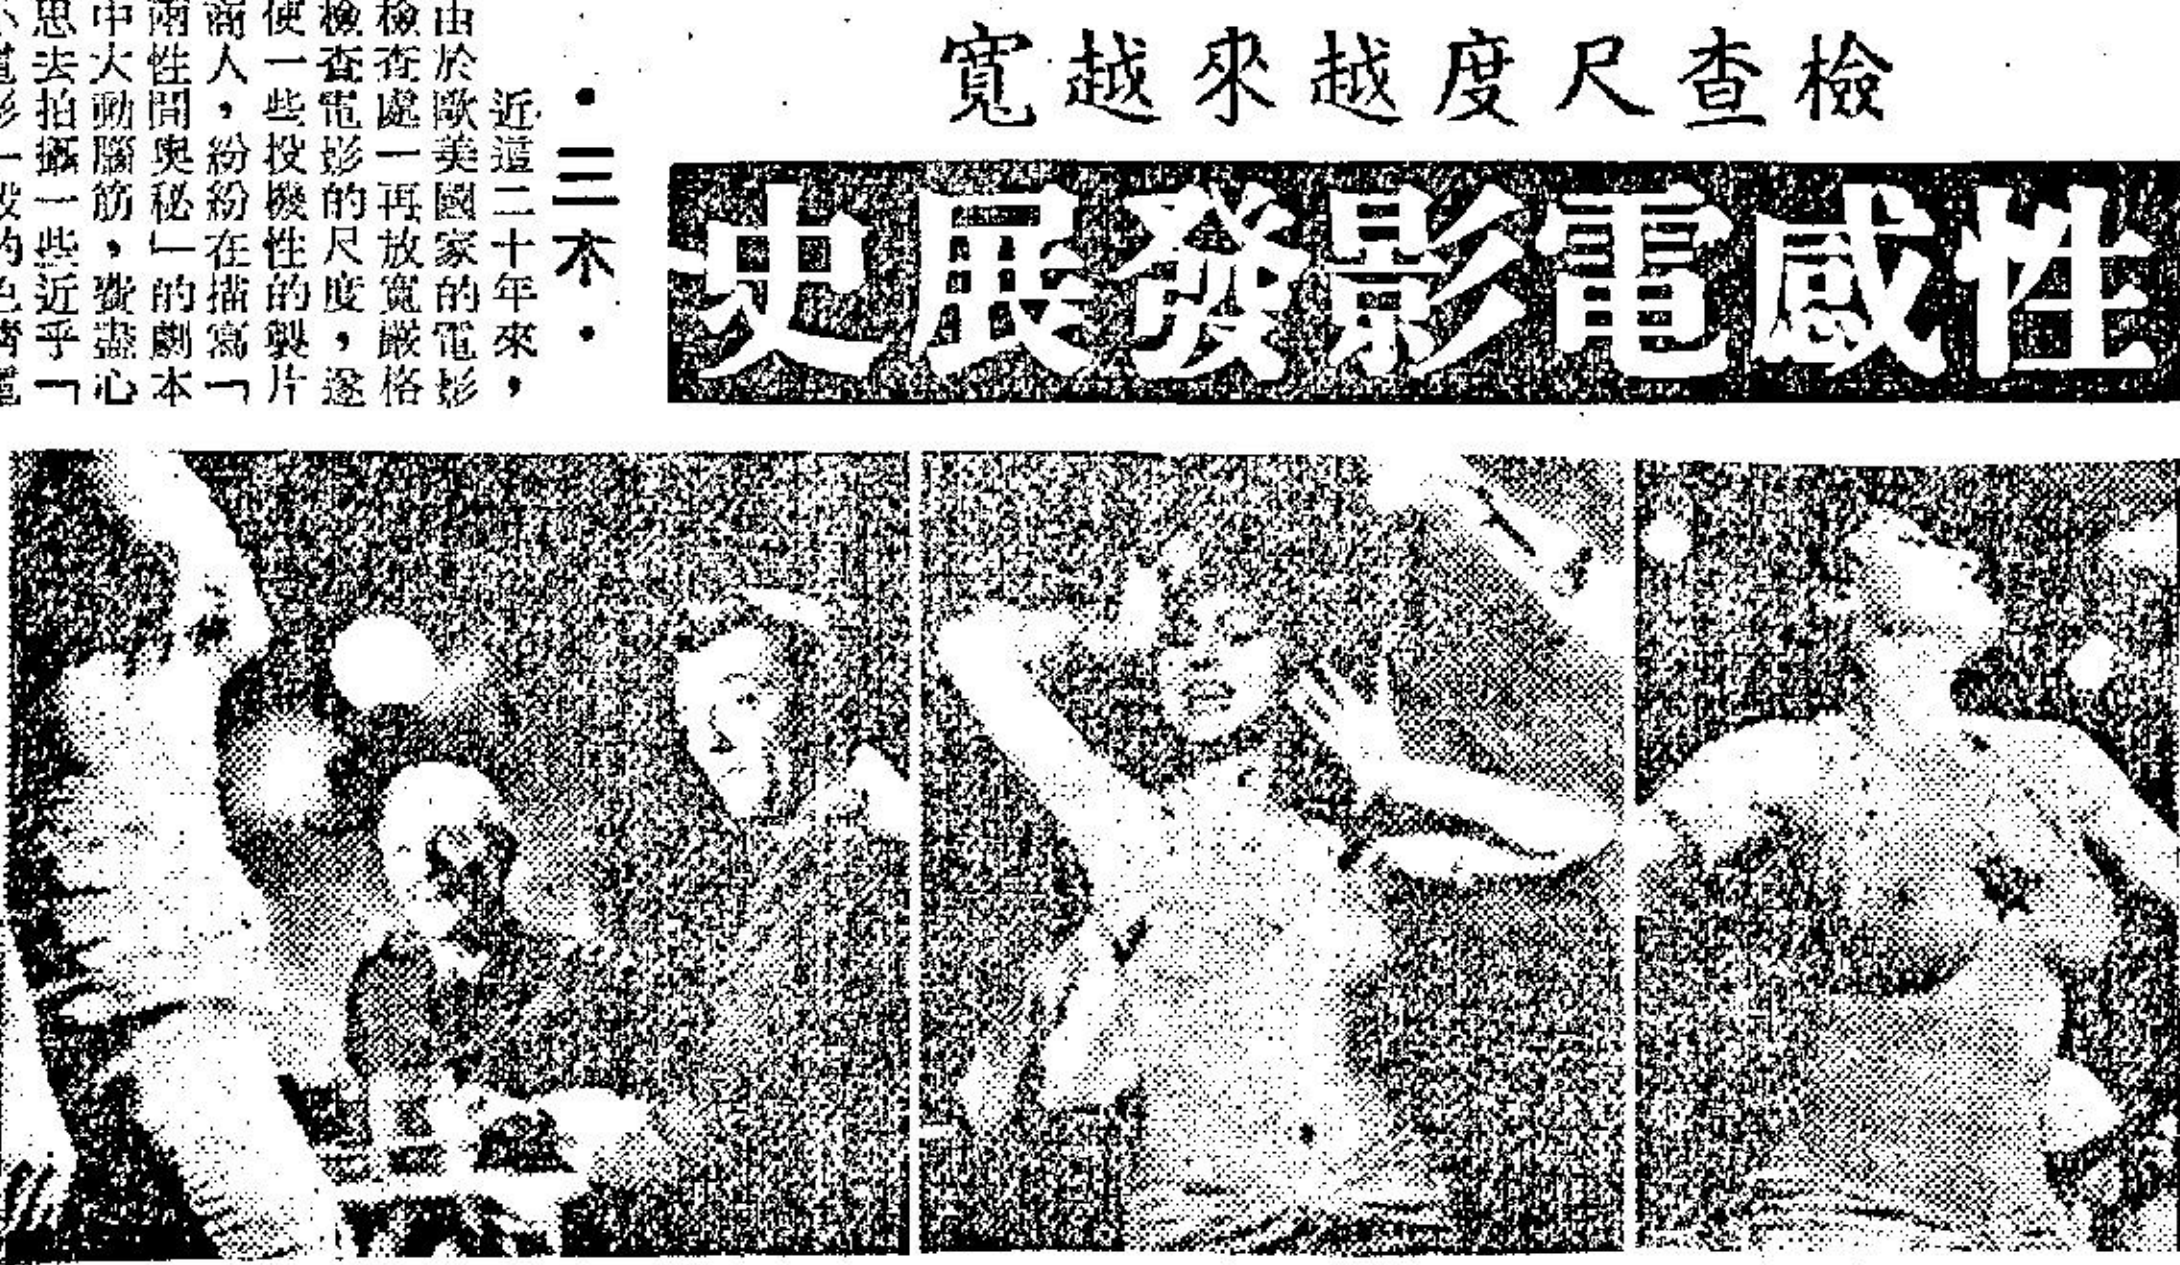 檢查尺度越來越寬
性感電影發展史
・三木・
近這二十年來，
由於歐美國家的電影
檢查處一再放寬嚴格
檢查電影的尺度，遂
使一些投機性的製片
商人，紛紛在描寫「
兩性間奧秘」的劇本
中大動腦筋，費盡心
思去拍攝一些近乎「